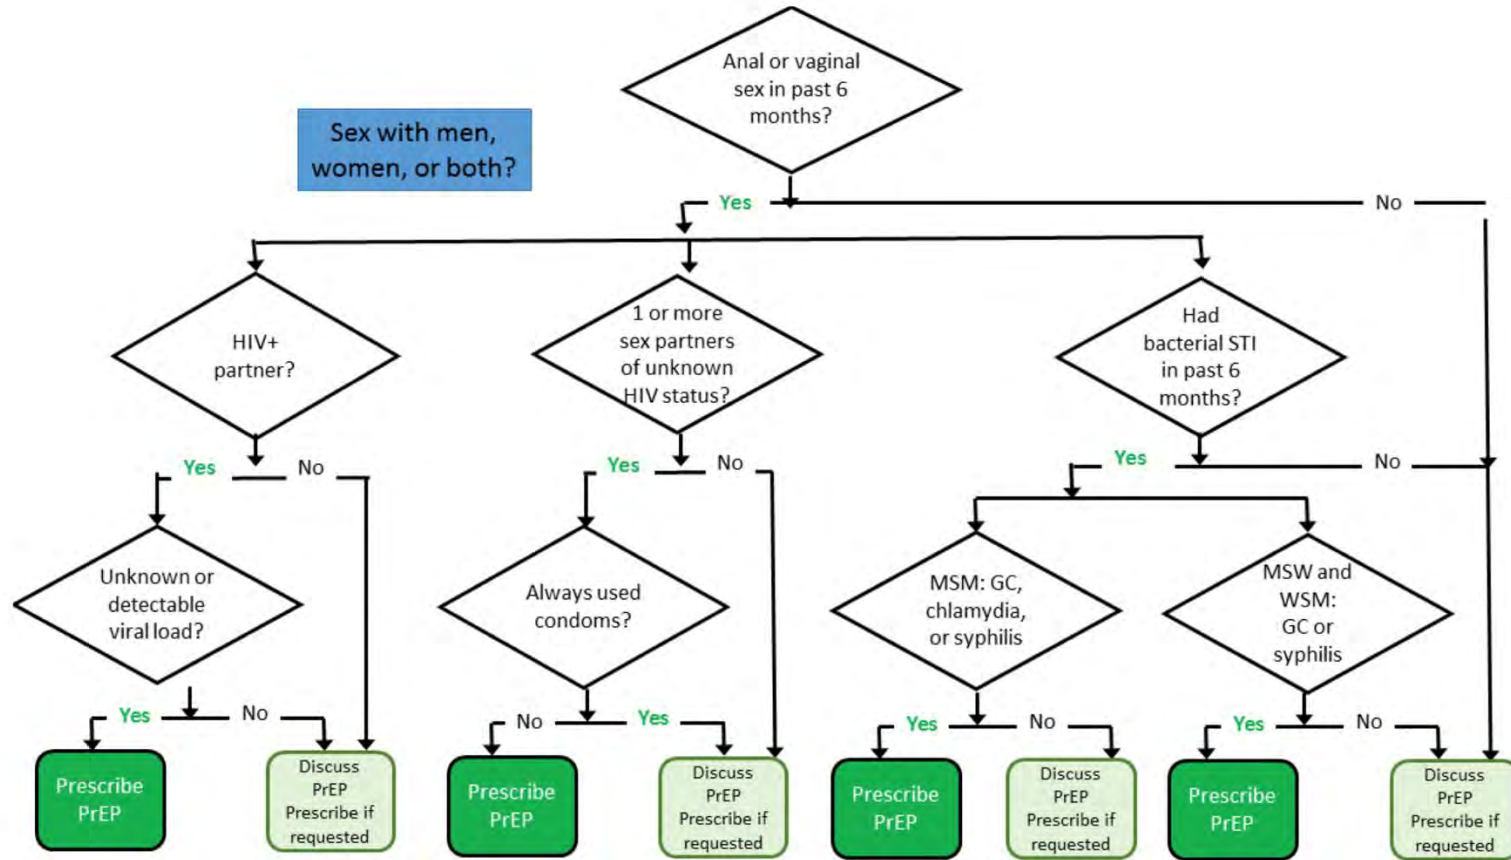 Anal or vaginal
sex in past 6
months?
Sex with men,
women, or both?
Yes
No
HIV+
partner?
1 or more
sex partners
of unknown
HIV status?
Had
bacterial STI
in past 6
months?
Yes
No
Yes
No
Yes
No
Unknown or
detectable
viral load?
Always used
condoms?
MSM: GC,
chlamydia,
or syphilis
MSW and
WSM:
GC or
syphilis
Yes
No
No
Yes
Yes
No
Yes
No
Prescribe
PrEP
Discuss
PrEP
Prescribe if
requested
Prescribe
PrEP
Discuss
PrEP
Prescribe if
requested
Prescribe
PrEP
Discuss
PrEP
Prescribe if
requested
Prescribe
PrEP
Discuss
PrEP
Prescribe if
requested